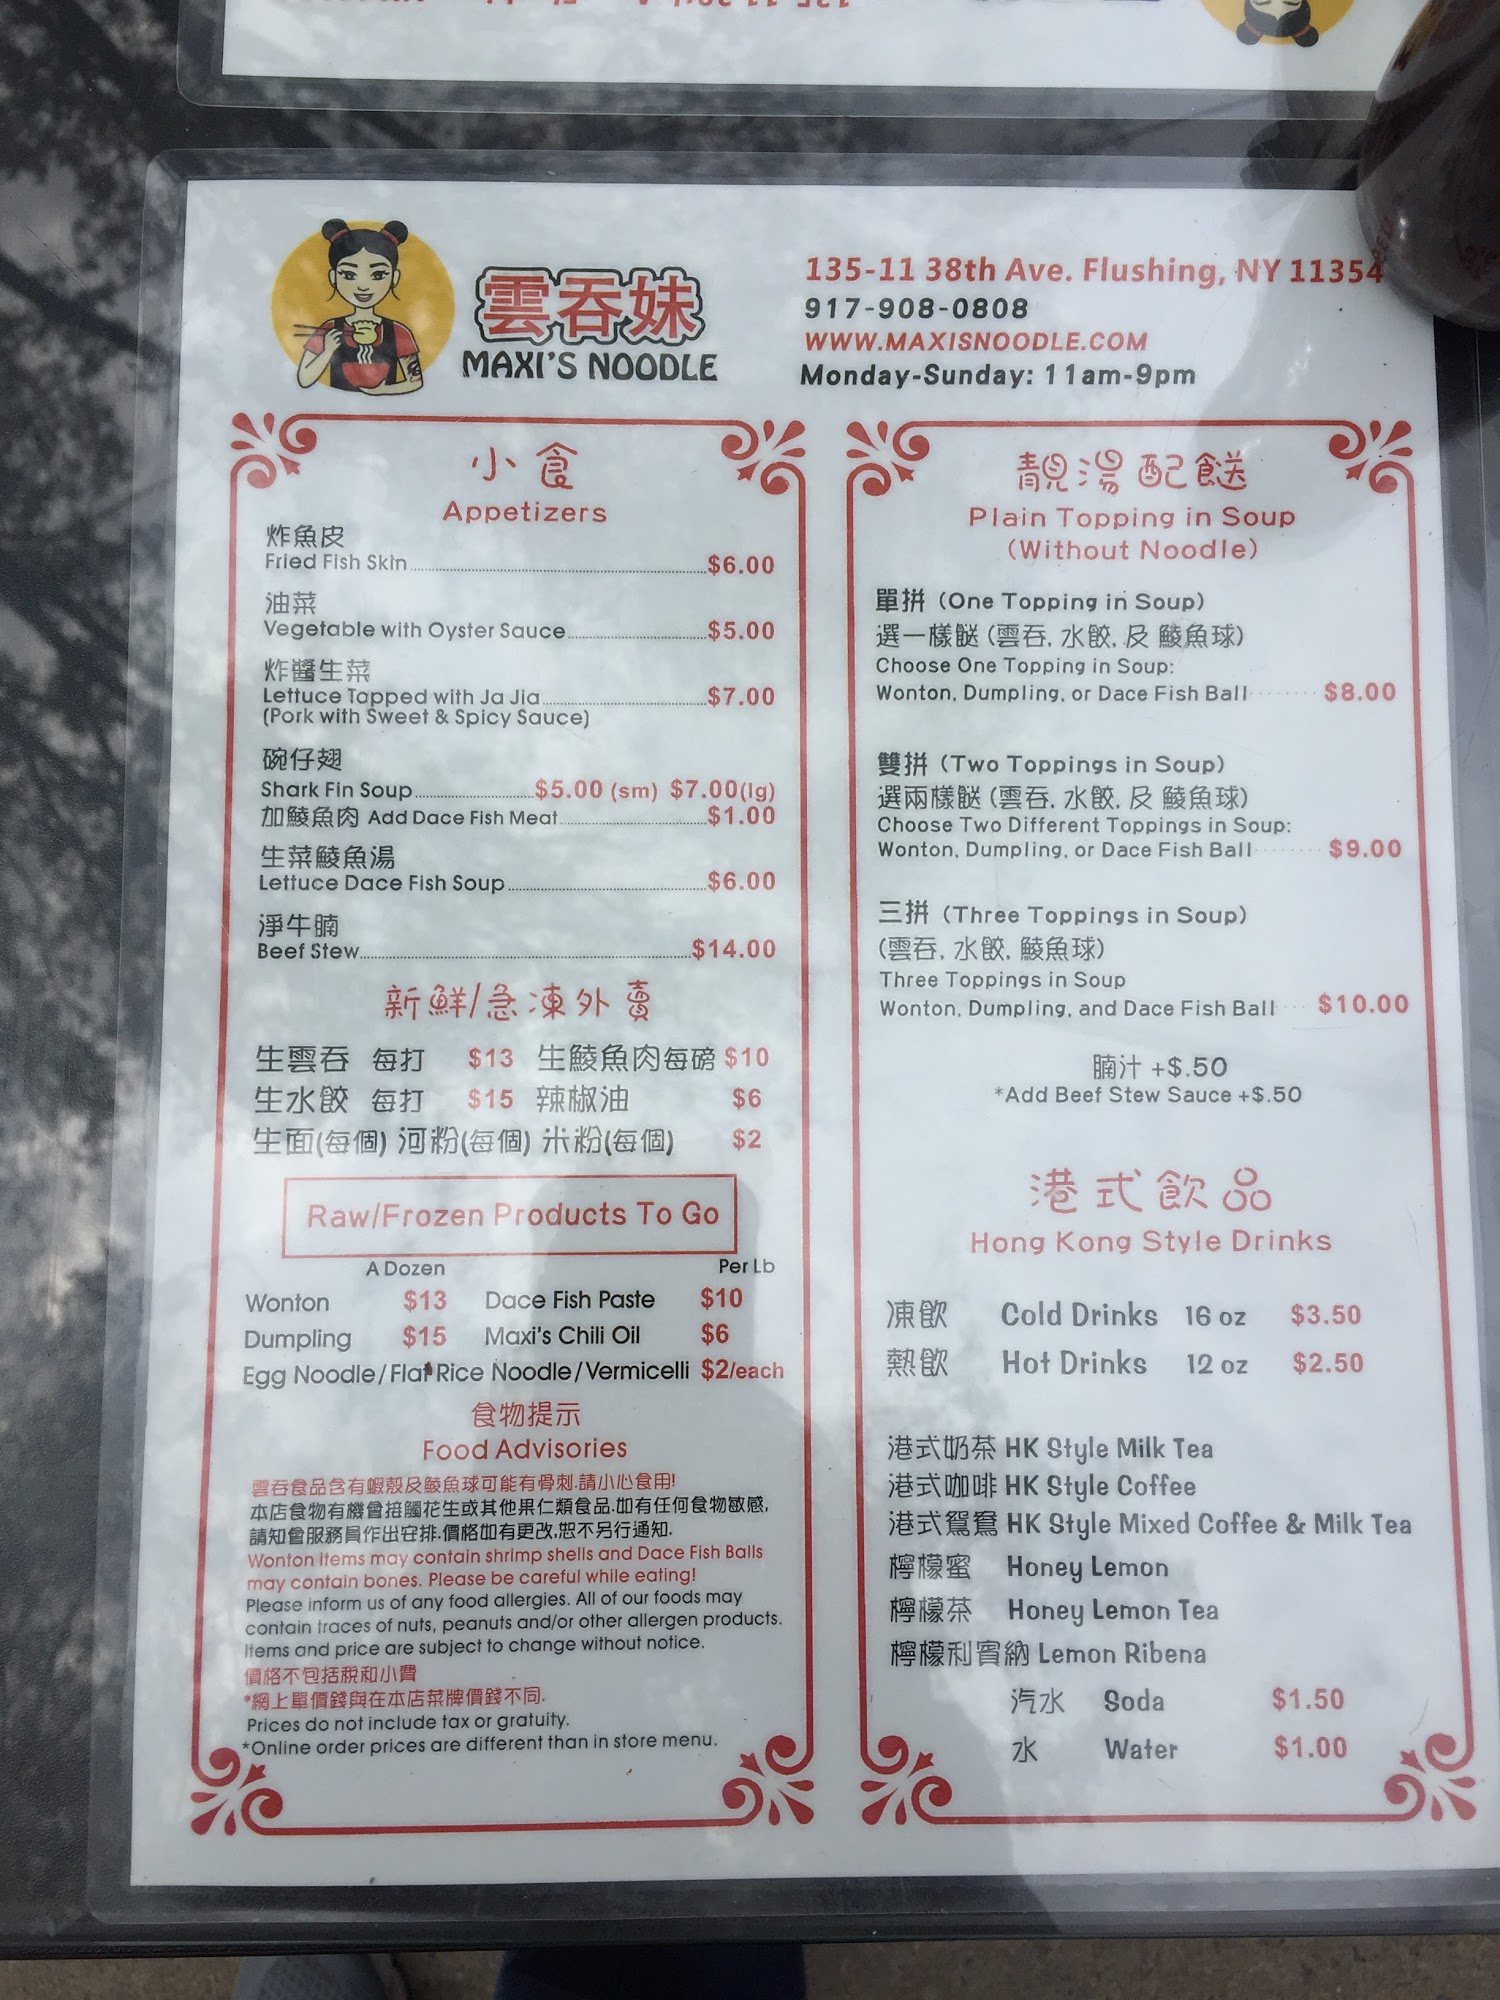 雲吞妹
MAXI'S NOODLE
135-11 38th Ave. Flushing, NY 11354
917-908-0808
WWW.MAXISNOODLE.COM
Monday-Sunday: 11am-9pm
小食
Appetizers
炸魚皮
Fried Fish Skin $6.00
油菜
Vegetable with Oyster Sauce $5.00
炸醬生菜
Lettuce Topped with Ja Jia $7.00
(Pork with Sweet & Spicy Sauce)
碗仔翅
Shark Fin Soup $5.00 (sm) $7.00(lg)
加鯪魚肉 Add Dace Fish Meat $1.00
生菜鯪魚湯
Lettuce Dace Fish Soup $6.00
淨牛腩
Beef Stew $14.00
新鮮/急凍外賣
生雲吞 每打 $13 生鯪魚肉每磅 $10
生水餃 每打 $15 辣椒油 $6
生面(每個) 河粉(每個) 米粉(每個) $2
Raw/Frozen Products To Go
A Dozen Per Lb
Wonton $13 Dace Fish Paste $10
Dumpling $15 Maxi's Chili Oil $6
Egg Noodle/Flat Rice Noodle/Vermicelli $2/each
食物提示
Food Advisories
雲吞食品含有蝦殼及鯪魚球可能有骨刺.請小心食用!
本店食物有機會接觸花生或其他果仁類食品.如有任何食物敏感,
請知會服務員作出安排.價格如有更改,恕不另行通知.
Wonton items may contain shrimp shells and Dace Fish Balls
may contain bones. Please be careful while eating!
Please inform us of any food allergies. All of our foods may
contain traces of nuts, peanuts and/or other allergen products.
Items and price are subject to change without notice.
價格不包括稅和小費
*網上單價錢與在本店菜牌價錢不同.
Prices do not include tax or gratuity.
*Online order prices are different than in store menu.
靚湯配餸
Plain Topping in Soup
(Without Noodle)
單拼 (One Topping in Soup)
選一樣餸 (雲吞, 水餃, 及 鯪魚球)
Choose One Topping in Soup:
Wonton, Dumpling, or Dace Fish Ball $8.00
雙拼 (Two Toppings in Soup)
選兩樣餸 (雲吞, 水餃, 及 鯪魚球)
Choose Two Different Toppings in Soup:
Wonton, Dumpling, or Dace Fish Ball $9.00
三拼 (Three Toppings in Soup)
(雲吞, 水餃, 鯪魚球)
Three Toppings in Soup
Wonton, Dumpling, and Dace Fish Ball $10.00
腩汁 +$.50
*Add Beef Stew Sauce +$.50
港式飲品
Hong Kong Style Drinks
凍飲 Cold Drinks 16 oz $3.50
熱飲 Hot Drinks 12 oz $2.50
港式奶茶 HK Style Milk Tea
港式咖啡 HK Style Coffee
港式鴛鴦 HK Style Mixed Coffee & Milk Tea
檸檬蜜 Honey Lemon
檸檬茶 Honey Lemon Tea
檸檬利賓納 Lemon Ribena
汽水 Soda $1.50
水 Water $1.00